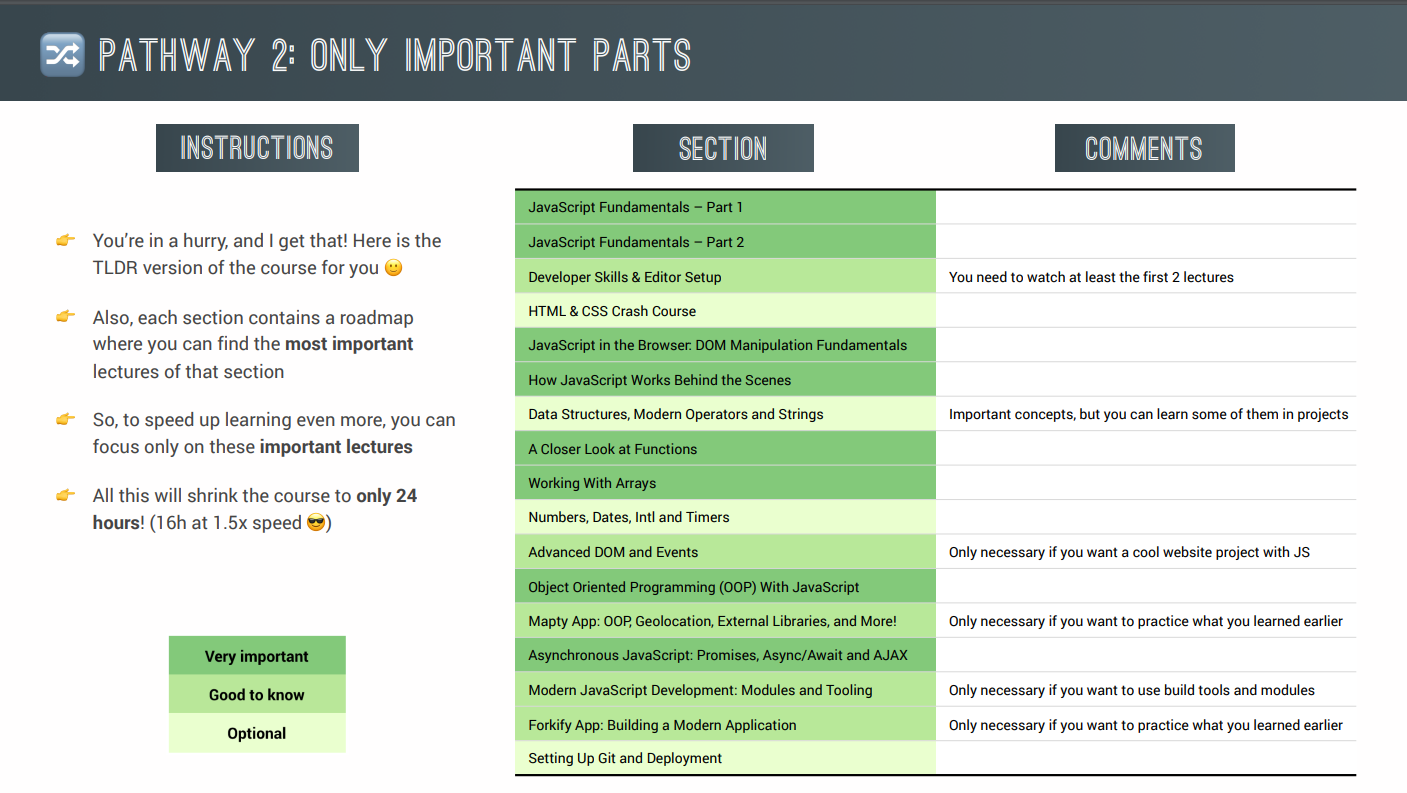 PATHWAY 2: ONLY IMPORTANT PARTS
INSTRUCTIONS
You’re in a hurry, and I get that! Here is the
TLDR version of the course for you 🙂
Also, each section contains a roadmap
where you can find the most important
lectures of that section
So, to speed up learning even more, you can
focus only on these important lectures
All this will shrink the course to only 24
hours! (16h at 1.5x speed 😎)
Very important
Good to know
Optional
SECTION
COMMENTS
JavaScript Fundamentals – Part 1
JavaScript Fundamentals – Part 2
Developer Skills & Editor Setup
You need to watch at least the first 2 lectures
HTML & CSS Crash Course
JavaScript in the Browser: DOM Manipulation Fundamentals
How JavaScript Works Behind the Scenes
Data Structures, Modern Operators and Strings
Important concepts, but you can learn some of them in projects
A Closer Look at Functions
Working With Arrays
Numbers, Dates, Intl and Timers
Advanced DOM and Events
Only necessary if you want a cool website project with JS
Object Oriented Programming (OOP) With JavaScript
Mapty App: OOP, Geolocation, External Libraries, and More!
Only necessary if you want to practice what you learned earlier
Asynchronous JavaScript: Promises, Async/Await and AJAX
Modern JavaScript Development: Modules and Tooling
Only necessary if you want to use build tools and modules
Forkify App: Building a Modern Application
Only necessary if you want to practice what you learned earlier
Setting Up Git and Deployment